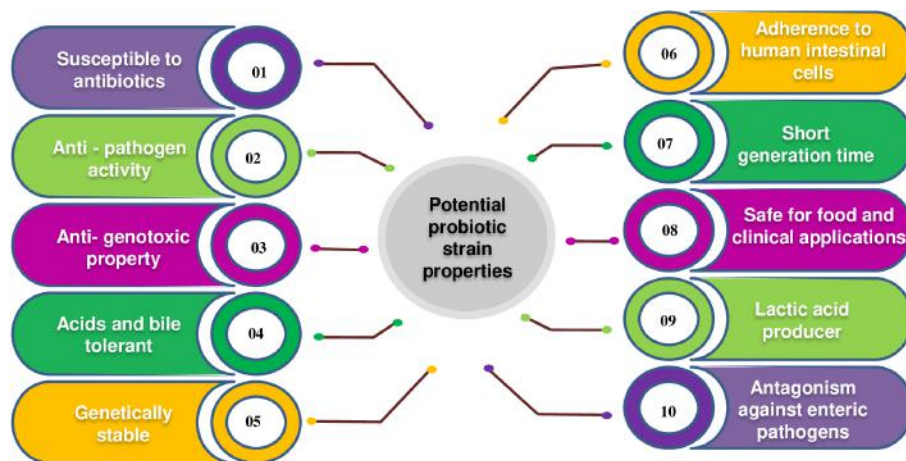 Susceptible to
antibiotics
01
Anti - pathogen
activity
02
Anti- genotoxic
property
03
Acids and bile
tolerant
04
Genetically
stable
05
Potential
probiotic
strain
properties
06
Adherence to
human intestinal
cells
07
Short
generation time
08
Safe for food and
clinical applications
09
Lactic acid
producer
10
Antagonism
against enteric
pathogens